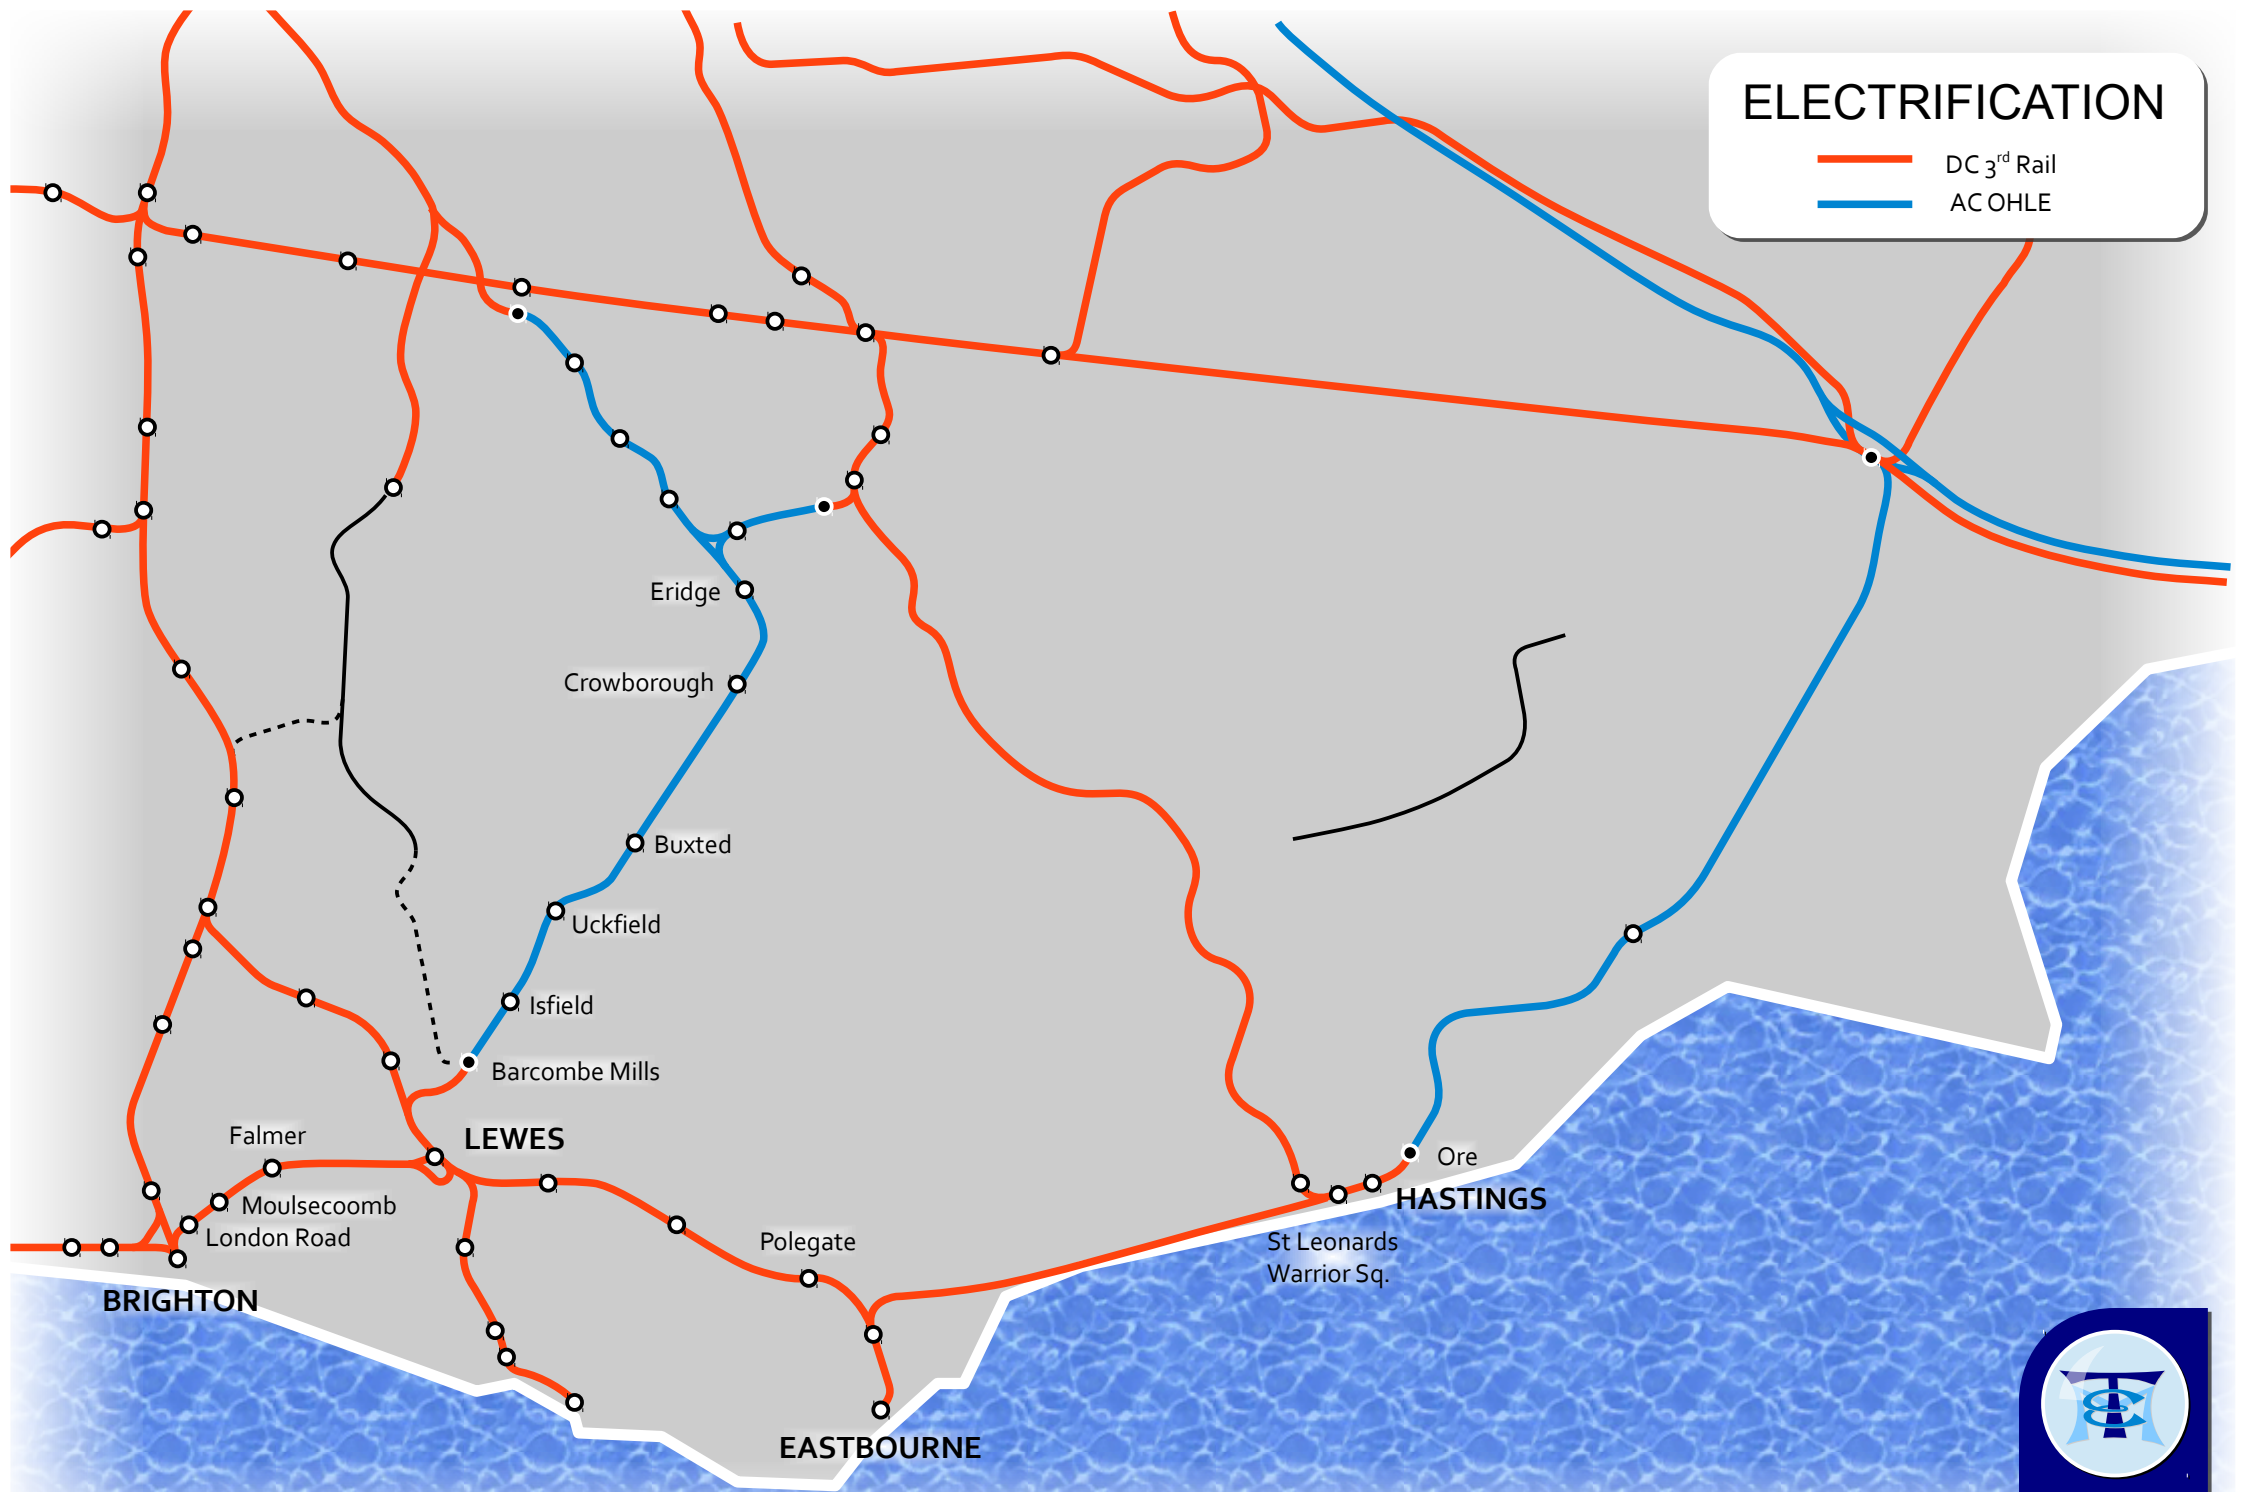 ELECTRIFICATION
DC 3rd Rail
AC OHLE
Eridge
Crowborough
Buxted
Uckfield
Isfield
Barcombe Mills
LEWES
Falmer
Moulsecoomb
London Road
BRIGHTON
Polegate
EASTBOURNE
Ore
HASTINGS
St Leonards
Warrior Sq.